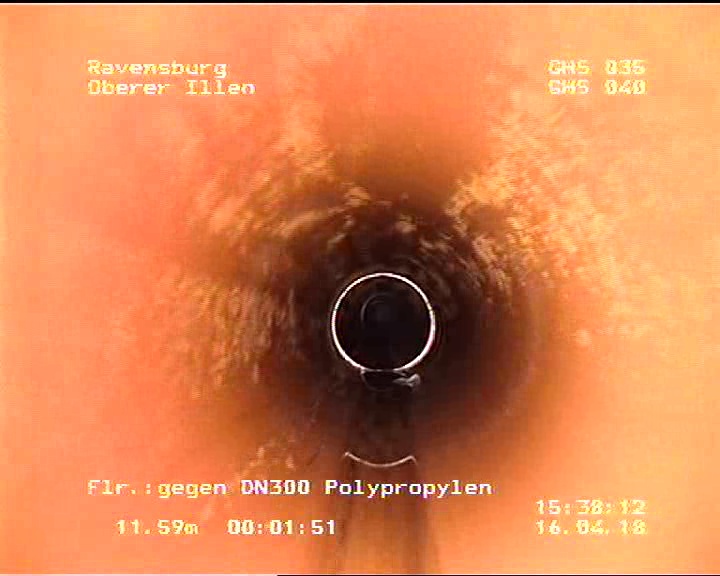 Ravensburg
Oberer Illen
GHS 035
GHS 040
Flr.:gegen DN300 Polypropylen
11.59m 00:01:51
15:38:12
16.04.18